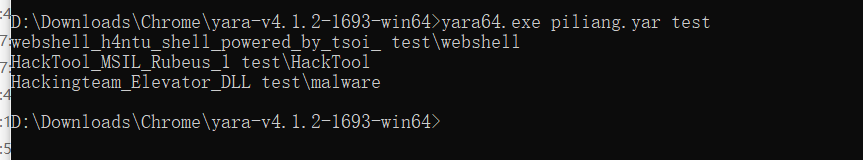 D:\Downloads\Chrome\yara-v4.1.2-1693-win64>yara64.exe piliang.yar test
webshell_h4ntu_shell_powered_by_tsoi_ test\webshell
HackTool_MSIL_Rubeus_1 test\HackTool
Hackingteam_Elevator_DLL test\malware
D:\Downloads\Chrome\yara-v4.1.2-1693-win64>